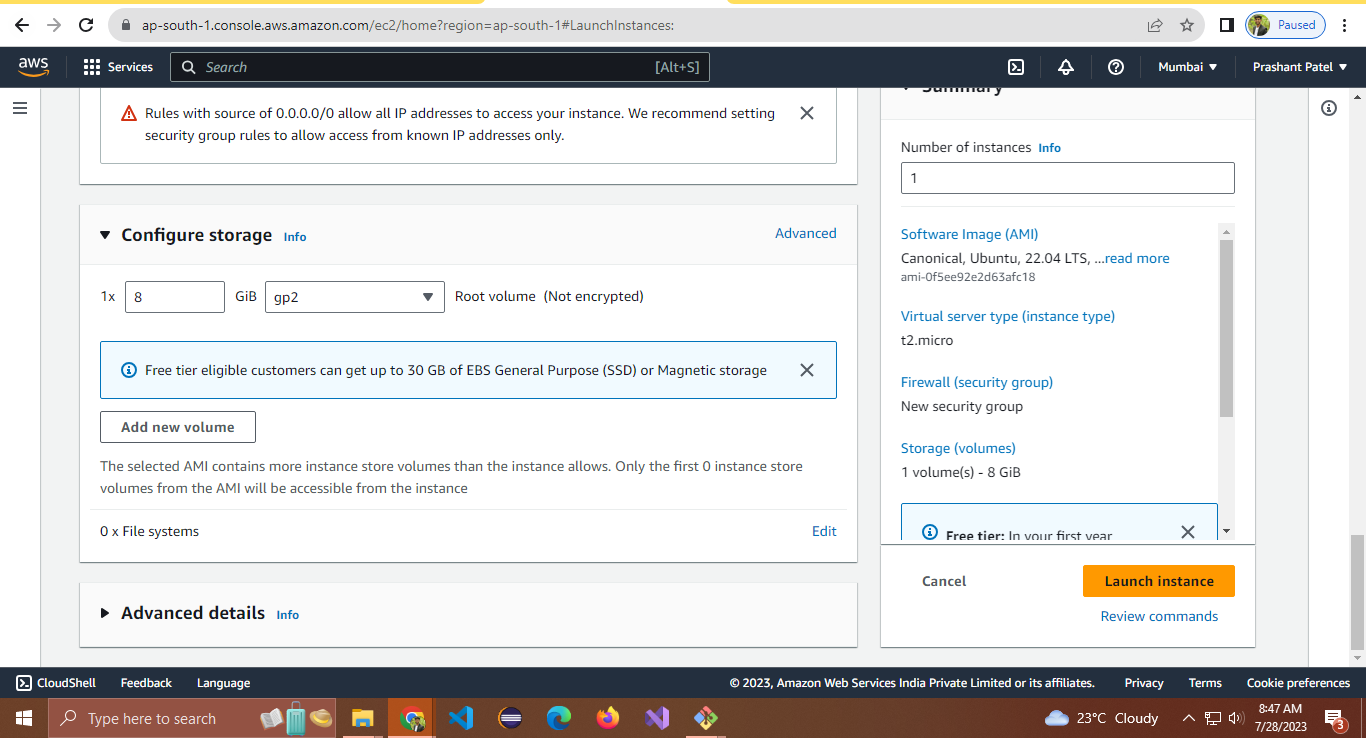 ap-south-1.console.aws.amazon.com/ec2/home?region=ap-south-1#LaunchInstances:
Paused
aws
Services
Search
[Alt+S]
Mumbai
Prashant Patel
Rules with source of 0.0.0.0/0 allow all IP addresses to access your instance. We recommend setting
security group rules to allow access from known IP addresses only.
Configure storage Info
Advanced
1x
8
GiB
gp2
Root volume (Not encrypted)
Free tier eligible customers can get up to 30 GB of EBS General Purpose (SSD) or Magnetic storage
Add new volume
The selected AMI contains more instance store volumes than the instance allows. Only the first 0 instance store
volumes from the AMI will be accessible from the instance
0 x File systems
Edit
Advanced details Info
Summary
Number of instances Info
1
Software Image (AMI)
Canonical, Ubuntu, 22.04 LTS, ...read more
ami-0f5ee92e2d63afc18
Virtual server type (instance type)
t2.micro
Firewall (security group)
New security group
Storage (volumes)
1 volume(s) - 8 GiB
Free tier: In your first year
Cancel
Launch instance
Review commands
CloudShell
Feedback
Language
© 2023, Amazon Web Services India Private Limited or its affiliates.
Privacy
Terms
Cookie preferences
Type here to search
23°C Cloudy
8:47 AM
7/28/2023
3